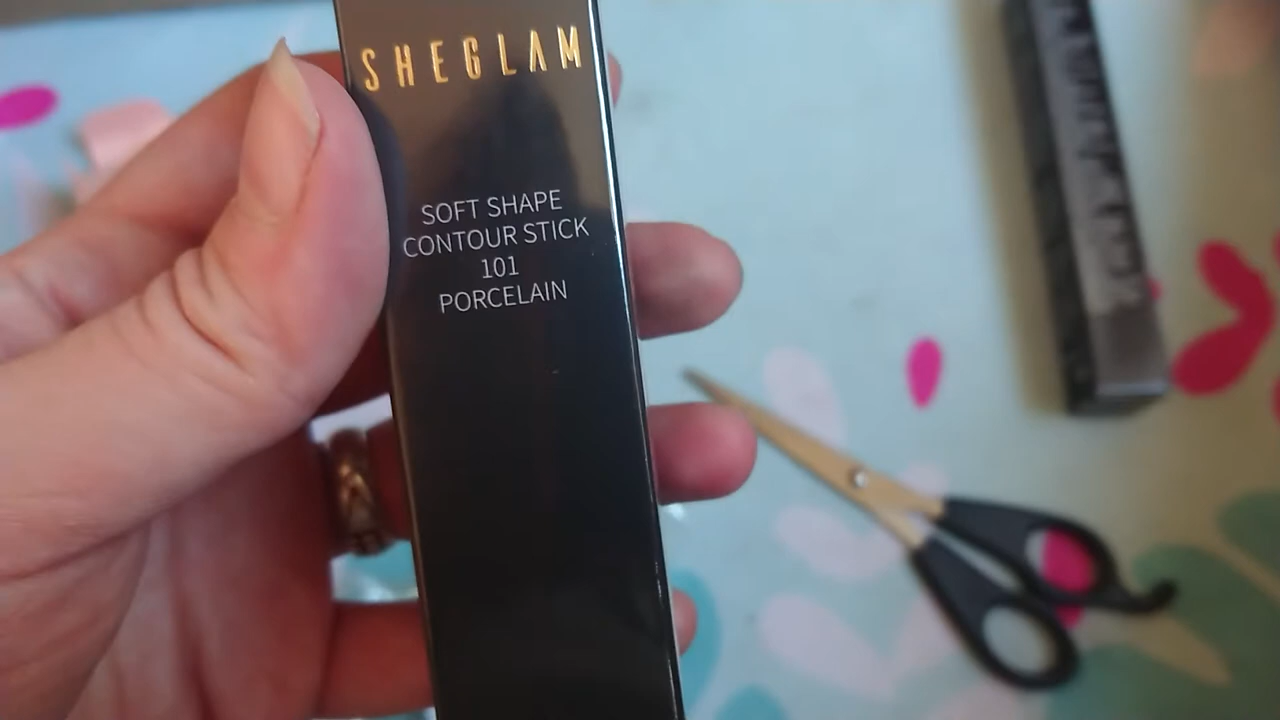 SHEGLAM
SOFT SHAPE
CONTOUR STICK
101
PORCELAIN